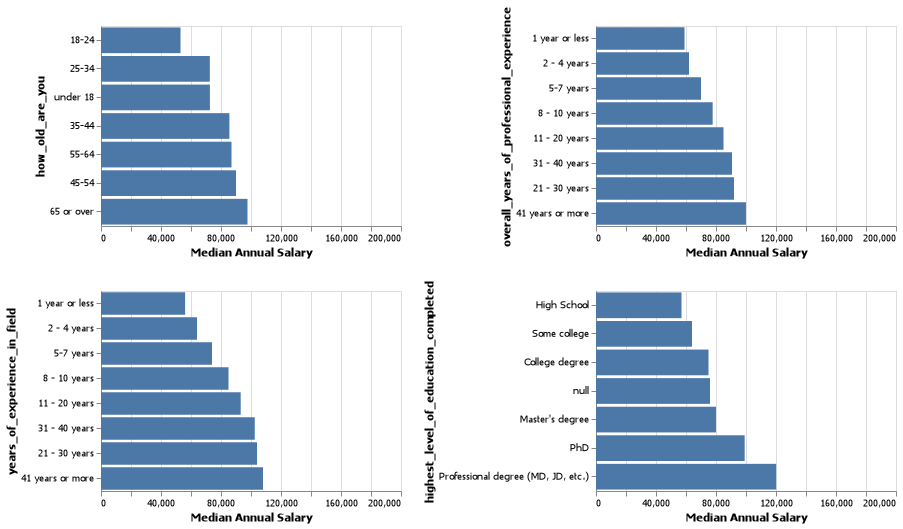 how_old_are_you
18-24
25-34
under 18
35-44
55-64
45-54
65 or over
0 40,000 80,000 120,000 160,000 200,000
Median Annual Salary
overall_years_of_professional_experience
1 year or less
2 - 4 years
5-7 years
8 - 10 years
11 - 20 years
31 - 40 years
21 - 30 years
41 years or more
0 40,000 80,000 120,000 160,000 200,000
Median Annual Salary
years_of_experience_in_field
1 year or less
2 - 4 years
5-7 years
8 - 10 years
11 - 20 years
31 - 40 years
21 - 30 years
41 years or more
0 40,000 80,000 120,000 160,000 200,000
Median Annual Salary
highest_level_of_education_completed
High School
Some college
College degree
null
Master's degree
PhD
Professional degree (MD, JD, etc.)
0 40,000 80,000 120,000 160,000 200,000
Median Annual Salary